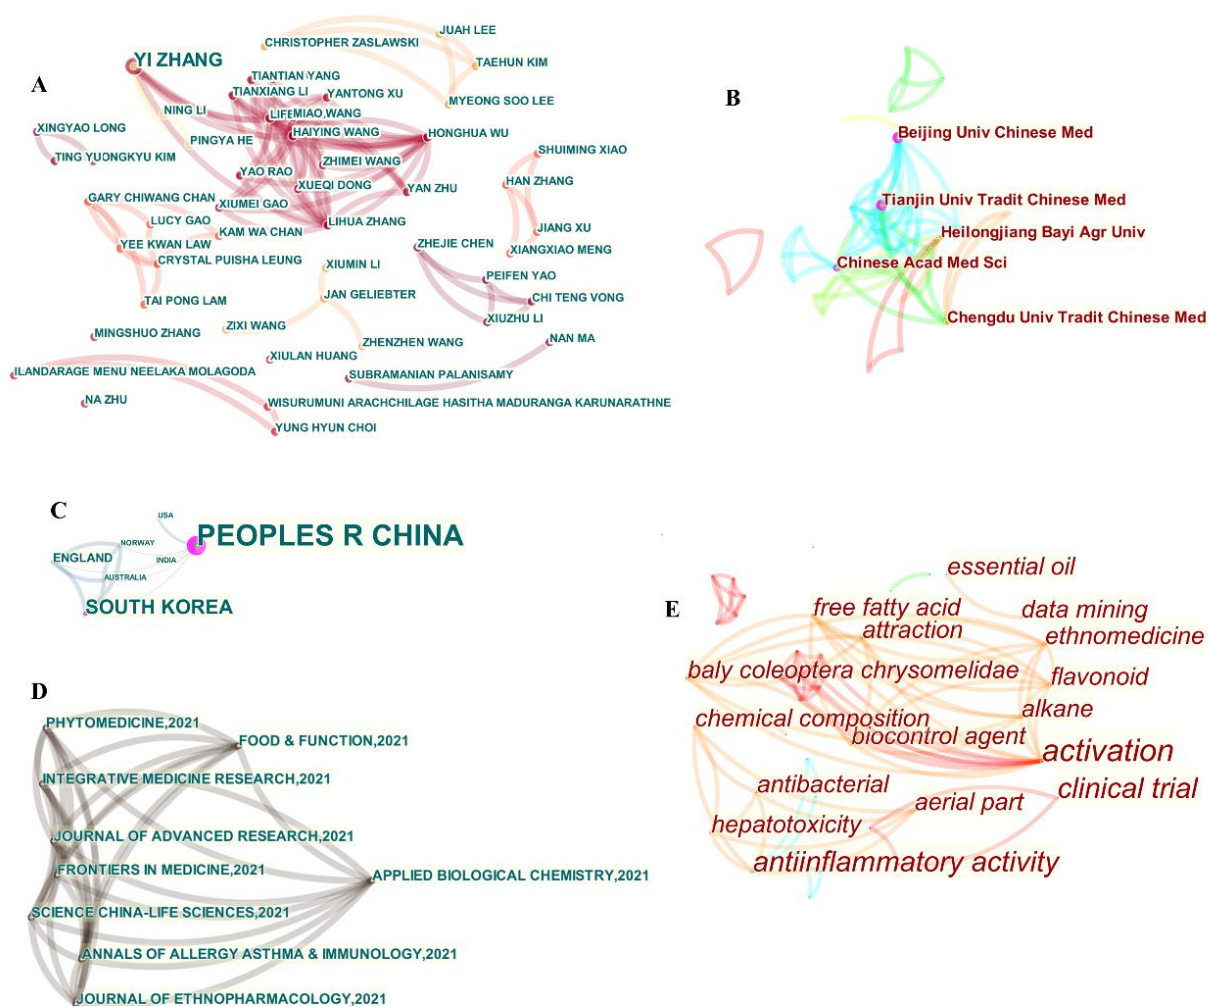 A
YI ZHANG
CHRISTOPHER ZASLAWSKI
JUAH LEE
TAEHUN KIM
MYEONG SOO LEE
TIANTIAN YANG
TIANXIANG LI
YANTONG XU
NING LI
MIAO WANG
PINGYA HE
HAIYING WANG
HONGHUA WU
XINGYAO LONG
TING YU
KIM
ZHIMEI WANG
YAO RAO
XUEQI DONG
YAN ZHU
SHUIMING XIAO
HAN ZHANG
GARY CHIWANG CHAN
XIUMEI GAO
LUCY GAO
KAM WA CHAN
LIHUA ZHANG
JIANG XU
XIANGXIAO MENG
YEE KWAN LAW
CRYSTAL PUISHA LEUNG
ZHEJIE CHEN
XIUMIN LI
PEIFEN YAO
TAI PONG LAM
JAN GELIEBTER
CHI TENG VONG
XIUZHU LI
MINGSHUO ZHANG
ZIXI WANG
ZHENZHEN WANG
NAN MA
XIULAN HUANG
ILANDARAGE MENU NEELAKA MOLAGODA
SUBRAMANIAN PALANISAMY
NA ZHU
WISURUMUNI ARACHCHILAGE HASITHA MADURANGA KARUNARATHNE
YUNG HYUN CHOI
B
Beijing Univ Chinese Med
Tianjin Univ Tradit Chinese Med
Heilongjiang Bayi Agr Univ
Chinese Acad Med Sci
Chengdu Univ Tradit Chinese Med
C
USA
PEOPLES R CHINA
NORWAY
ENGLAND
INDIA
AUSTRALIA
SOUTH KOREA
D
PHYTOMEDICINE,2021
FOOD & FUNCTION,2021
INTEGRATIVE MEDICINE RESEARCH,2021
JOURNAL OF ADVANCED RESEARCH,2021
FRONTIERS IN MEDICINE,2021
APPLIED BIOLOGICAL CHEMISTRY,2021
SCIENCE CHINA-LIFE SCIENCES,2021
ANNALS OF ALLERGY ASTHMA & IMMUNOLOGY,2021
JOURNAL OF ETHNOPHARMACOLOGY,2021
E
essential oil
free fatty acid
data mining
attraction
ethnomedicine
baly coleoptera chrysomelidae
flavonoid
chemical composition
alkane
biocontrol agent
activation
antibacterial
clinical trial
aerial part
hepatotoxicity
antiinflammatory activity